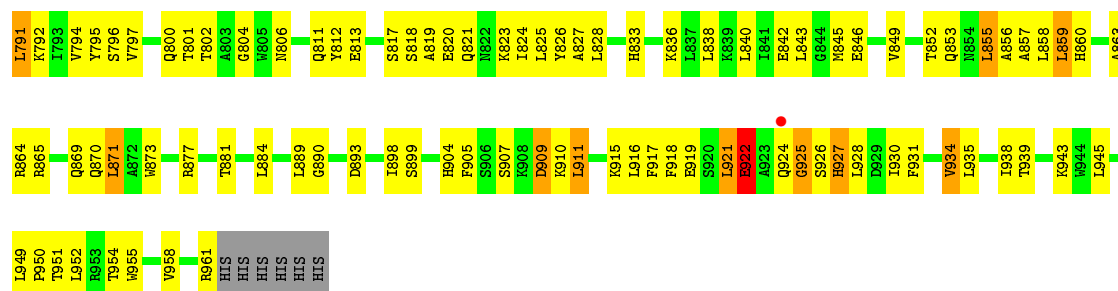 L791 K792 I793 V794 Y795 S796 V797 Q800 T801 T802 A803 G804 W805 N806 Q811 Y812 E813 S817 S818 A819 E820 Q821 N822 K823 I824 L825 Y826 A827 L828 H833 K836 L837 L838 K839 L840 I841 E842 L843 G844 M845 E846 V849 T852 Q853 N854 L855 A856 A857 L858 L859 H860
R864 R865 Q869 Q870 L871 A872 W873 R877 T881 L884 L889 G890 D893 I898 S899 H904 F905 S906 S907 K908 D909 K910 L911 K915 L916 F917 F918 E919 S920 L921 E922 A923 Q924 G925 S926 H927 L928 D929 I930 F931 V934 L935 I938 T939 K943 W944 L945
L949 P950 T951 L952 R953 T954 W955 V958 R961 HIS HIS HIS HIS HIS HIS